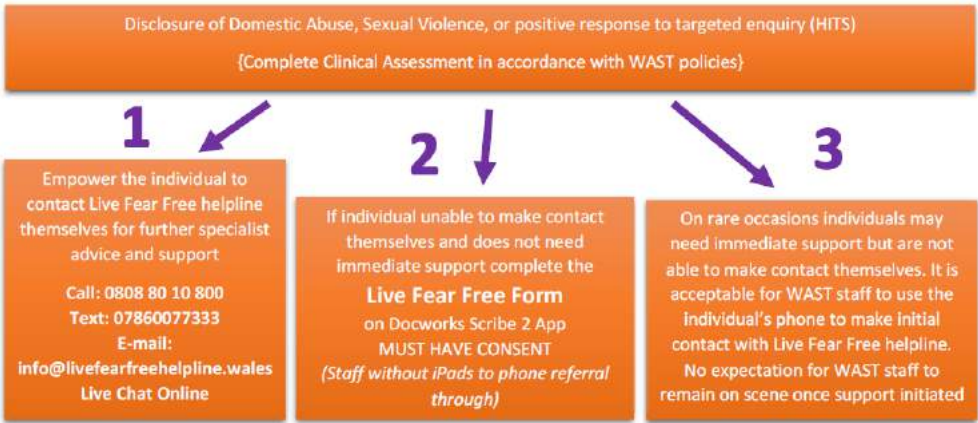 Disclosure of Domestic Abuse, Sexual Violence, or positive response to targeted enquiry (HITS)
{Complete Clinical Assessment in accordance with WAST policies}
1
Empower the individual to
contact Live Fear Free helpline
themselves for further specialist
advice and support
Call: 0808 80 10 800
Text: 07860077333
E-mail:
info@livefearfreehelpline.wales
Live Chat Online
2
If individual unable to make contact
themselves and does not need
immediate support complete the
Live Fear Free Form
on Docworks Scribe 2 App
MUST HAVE CONSENT
(Staff without iPads to phone referral
through)
3
On rare occasions individuals may
need immediate support but are not
able to make contact themselves. It is
acceptable for WAST staff to use the
individual's phone to make initial
contact with Live Fear Free helpline.
No expectation for WAST staff to
remain on scene once support initiated